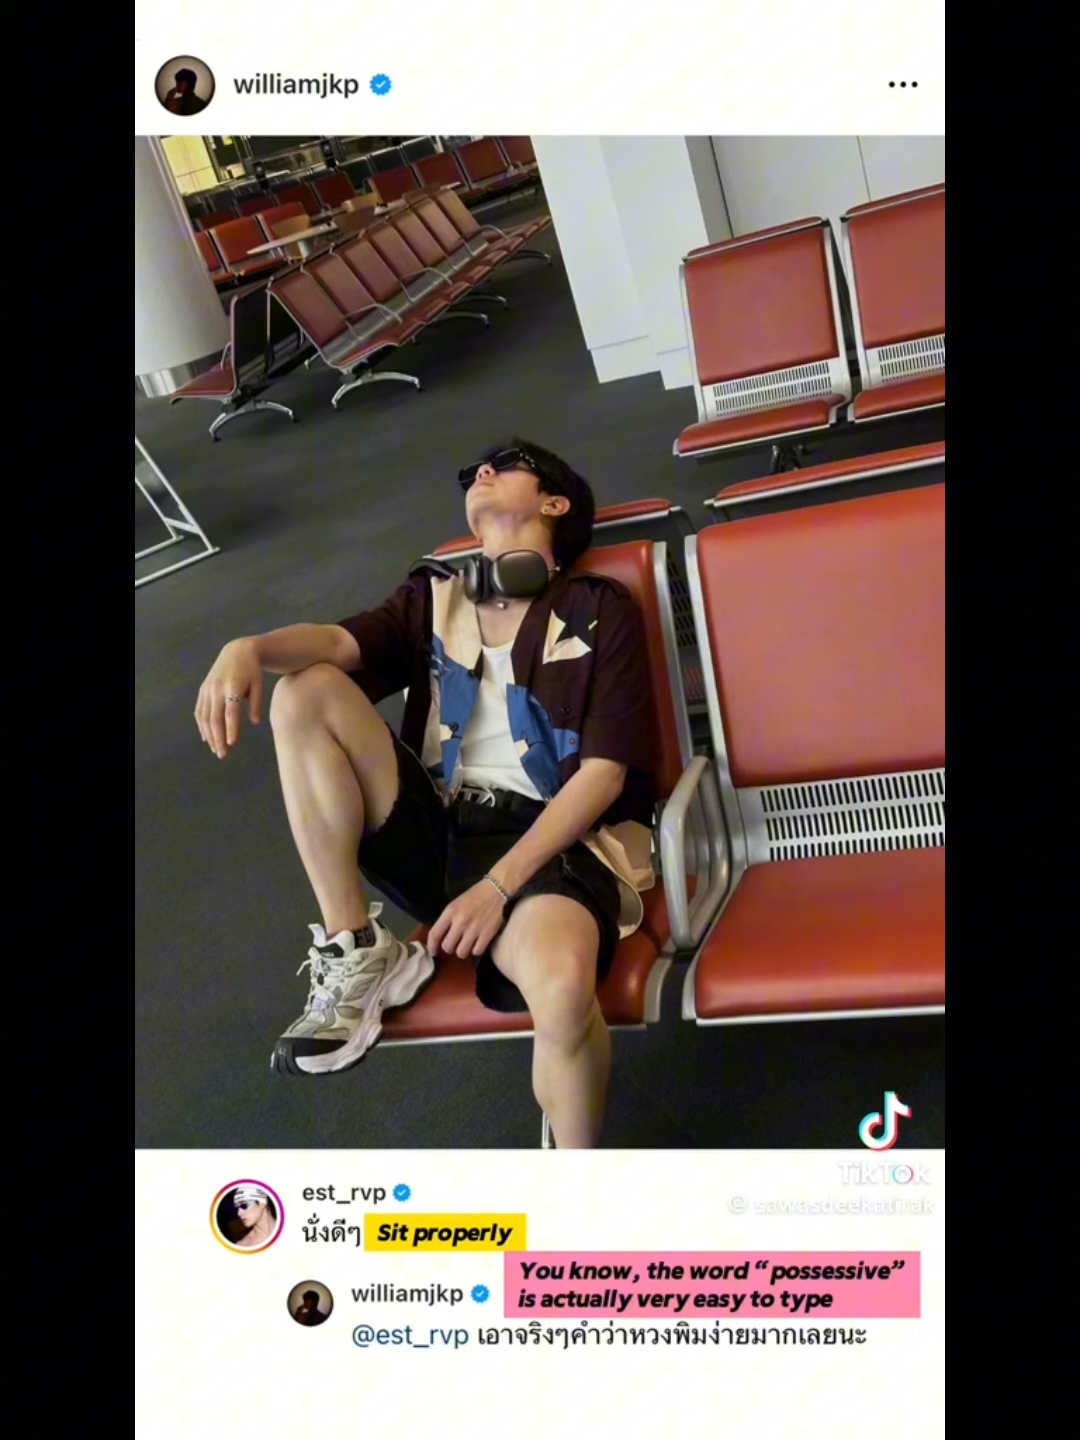 williamjkp
est_rvp
นั่งดีๆ Sit properly
You know, the word “possessive”
is actually very easy to type
williamjkp
@est_rvp เอาจริงๆคำว่าหวงพิมง่ายมากเลยนะ
TikTok
@sawasdeekatirak